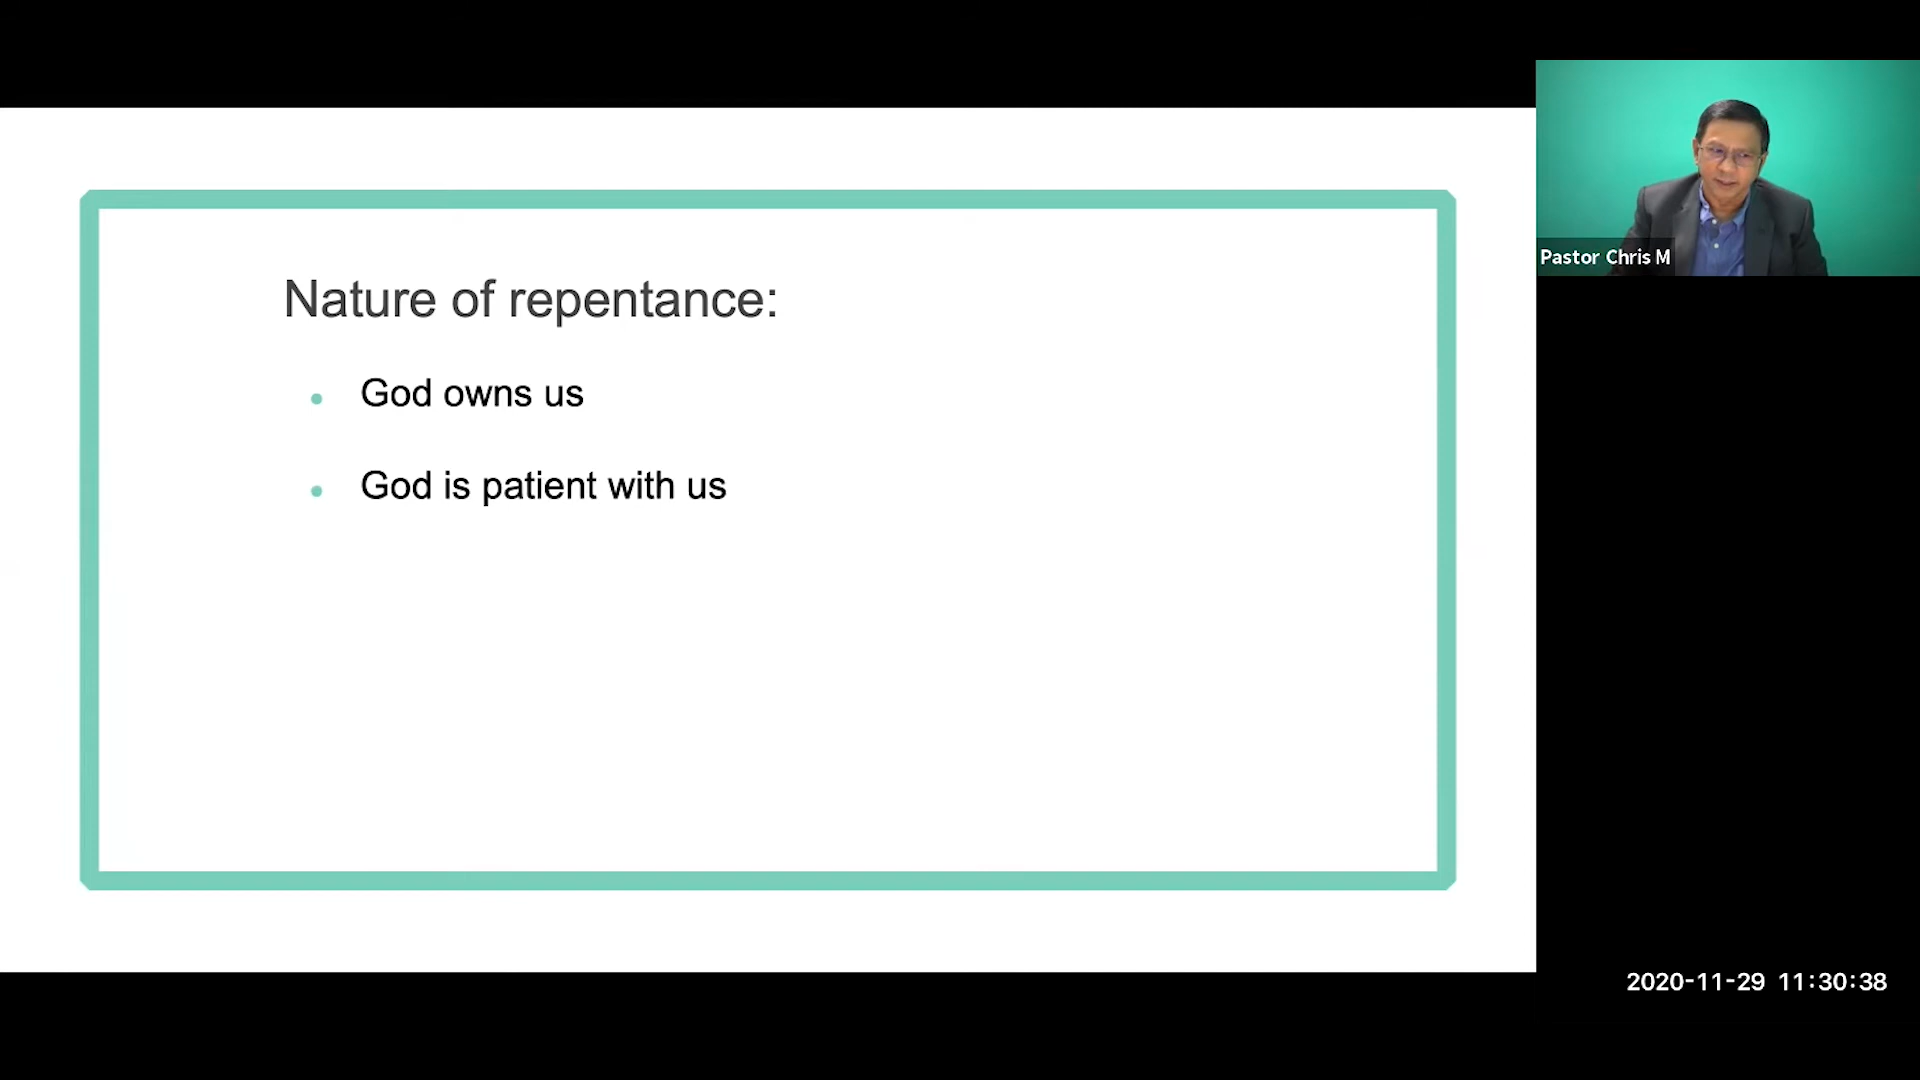 Nature of repentance:
God owns us
God is patient with us
Pastor Chris M
2020-11-29 11:30:38